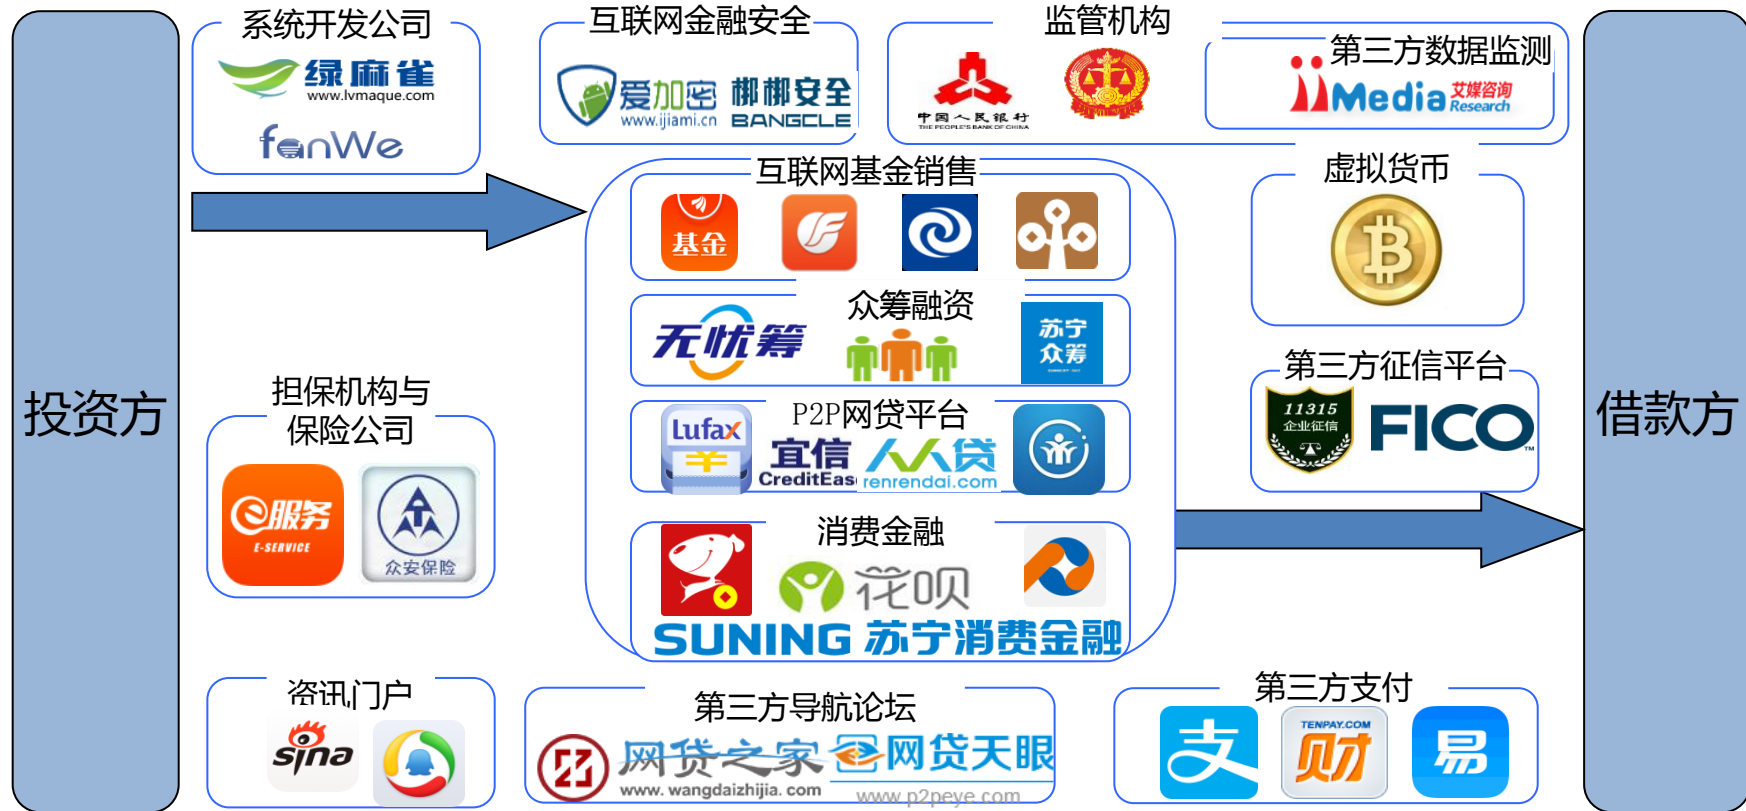 系统开发公司
绿麻雀
www.lvmaque.com
fanWe
互联网金融安全
爱加密
www.ijiami.cn
梆梆安全
BANGCLE
监管机构
中国人民银行
THE PEOPLE'S BANK OF CHINA
第三方数据监测
iiMedia 艾媒咨询
Research
投资方
互联网基金销售
基金
众筹融资
无忧筹
苏宁
众筹
P2P网贷平台
Lufax
宜信
CreditEas
人人贷
renrendai.com
消费金融
花呗
SUNING 苏宁消费金融
虚拟货币
B
第三方征信平台
11315
企业征信
FICO
TM
借款方
担保机构与
保险公司
e服务
E-SERVICE
众安保险
资讯门户
sina
第三方导航论坛
网贷之家
www.wangdaizhijia.com
网贷天眼
www.p2peye.com
第三方支付
支
TENPAY.COM
财
易